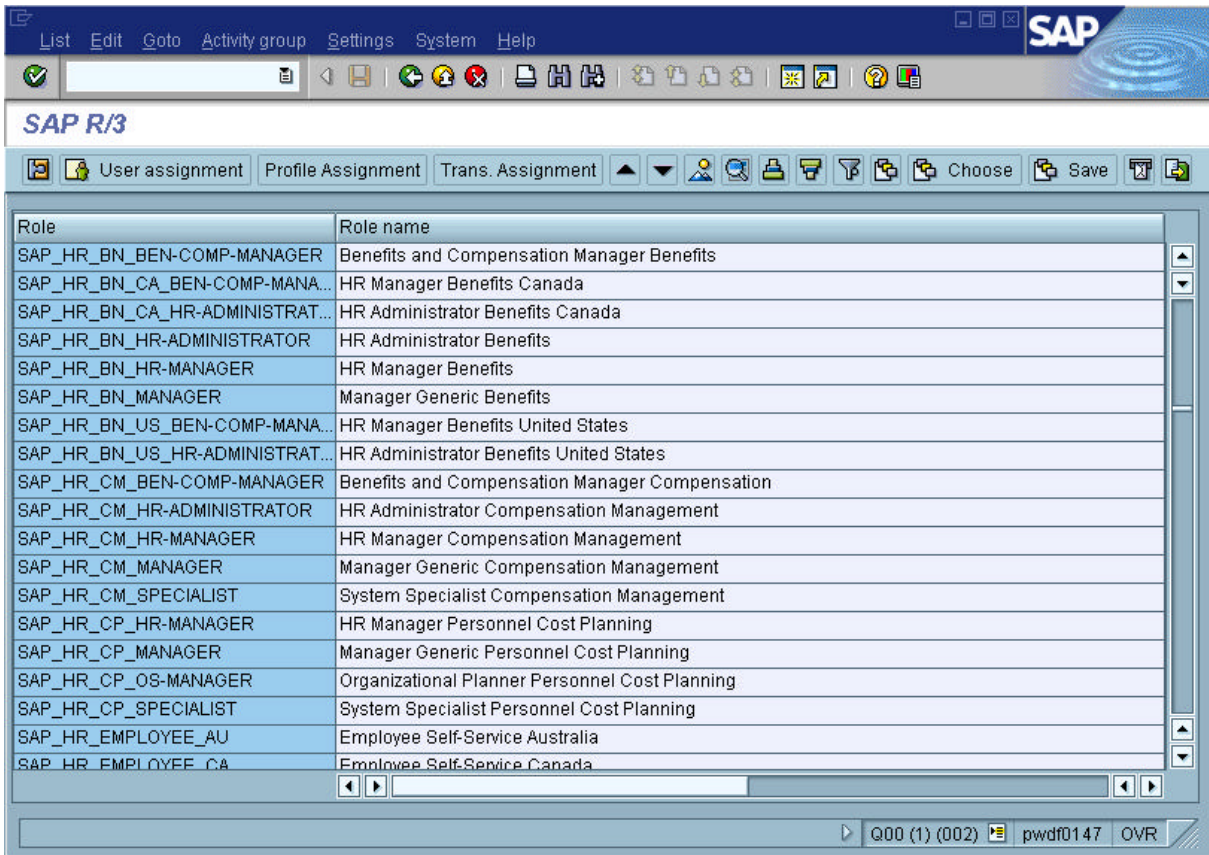 List Edit Goto Activity group Settings System Help
SAP
SAP R/3
User assignment Profile Assignment Trans. Assignment Choose Save
Role Role name
SAP_HR_BN_BEN-COMP-MANAGER Benefits and Compensation Manager Benefits
SAP_HR_BN_CA_BEN-COMP-MANA... HR Manager Benefits Canada
SAP_HR_BN_CA_HR-ADMINISTRAT... HR Administrator Benefits Canada
SAP_HR_BN_HR-ADMINISTRATOR HR Administrator Benefits
SAP_HR_BN_HR-MANAGER HR Manager Benefits
SAP_HR_BN_MANAGER Manager Generic Benefits
SAP_HR_BN_US_BEN-COMP-MANA... HR Manager Benefits United States
SAP_HR_BN_US_HR-ADMINISTRAT... HR Administrator Benefits United States
SAP_HR_CM_BEN-COMP-MANAGER Benefits and Compensation Manager Compensation
SAP_HR_CM_HR-ADMINISTRATOR HR Administrator Compensation Management
SAP_HR_CM_HR-MANAGER HR Manager Compensation Management
SAP_HR_CM_MANAGER Manager Generic Compensation Management
SAP_HR_CM_SPECIALIST System Specialist Compensation Management
SAP_HR_CP_HR-MANAGER HR Manager Personnel Cost Planning
SAP_HR_CP_MANAGER Manager Generic Personnel Cost Planning
SAP_HR_CP_OS-MANAGER Organizational Planner Personnel Cost Planning
SAP_HR_CP_SPECIALIST System Specialist Personnel Cost Planning
SAP_HR_EMPLOYEE_AU Employee Self-Service Australia
SAP_HR_EMPLOYEE_CA Employee Self-Service Canada
Q00 (1) (002) pwdf0147 OVR